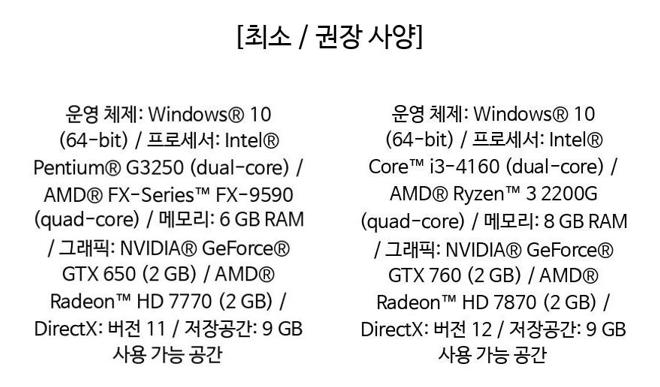 [최소 / 권장 사양]
운영 체제: Windows® 10
(64-bit) / 프로세서: Intel®
Pentium® G3250 (dual-core) /
AMD® FX-Series™ FX-9590
(quad-core) / 메모리: 6 GB RAM
/ 그래픽: NVIDIA® GeForce®
GTX 650 (2 GB) / AMD®
Radeon™ HD 7770 (2 GB) /
DirectX: 버전 11 / 저장공간: 9 GB
사용 가능 공간
운영 체제: Windows® 10
(64-bit) / 프로세서: Intel®
Core™ i3-4160 (dual-core) /
AMD® Ryzen™ 3 2200G
(quad-core) / 메모리: 8 GB RAM
/ 그래픽: NVIDIA® GeForce®
GTX 760 (2 GB) / AMD®
Radeon™ HD 7870 (2 GB) /
DirectX: 버전 12 / 저장공간: 9 GB
사용 가능 공간